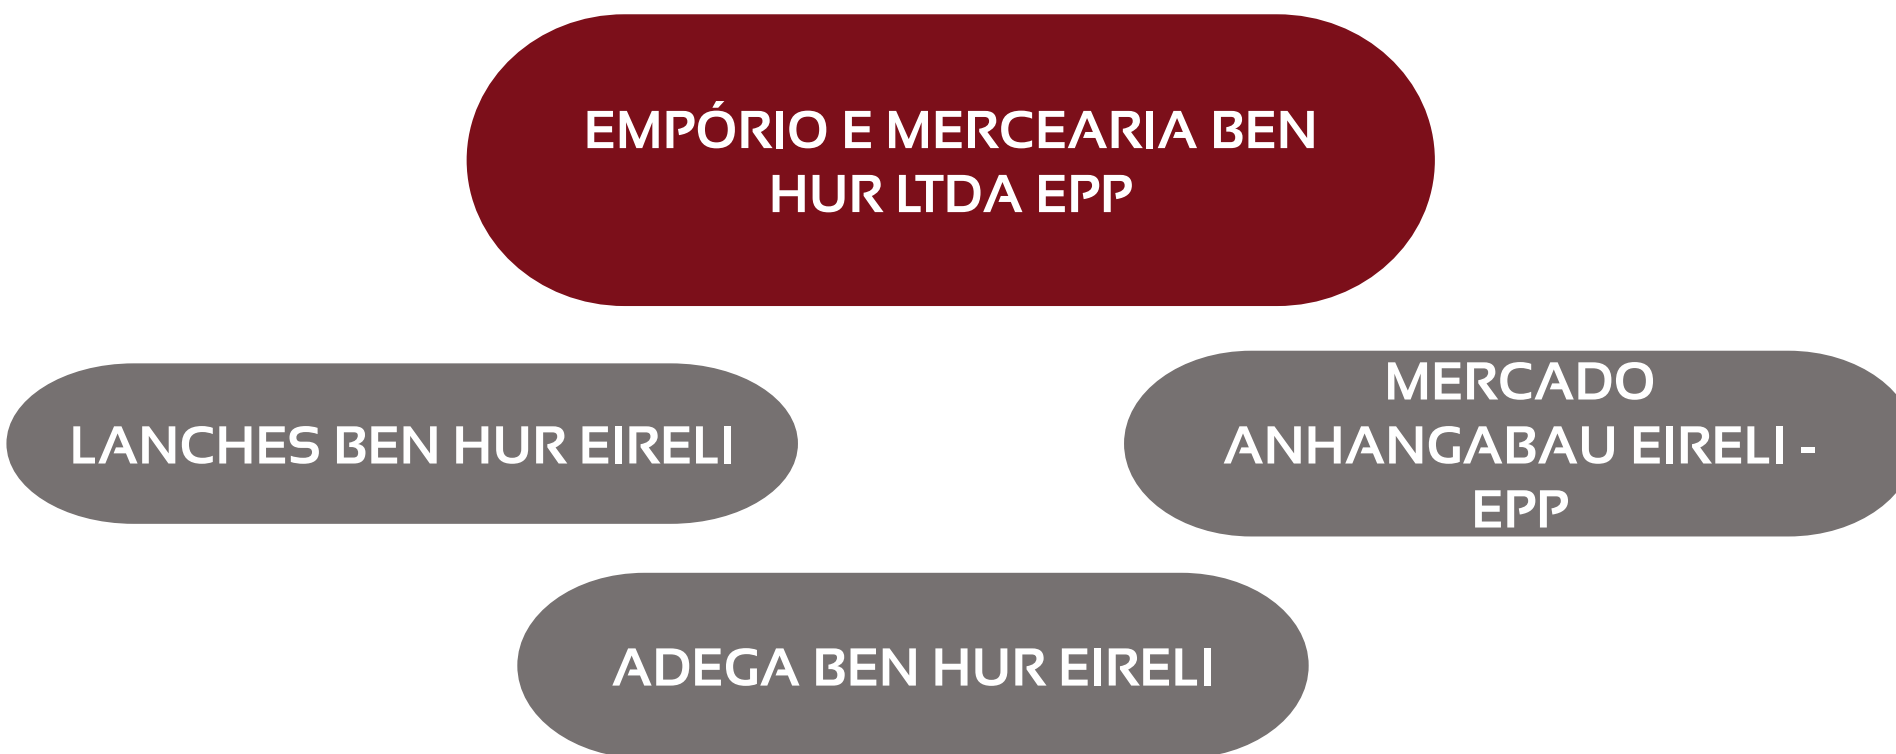 EMPÓRIO E MERCEARIA BEN
HUR LTDA EPP
LANCHES BEN HUR EIRELI
MERCADO
ANHANGABAU EIRELI -
EPP
ADEGA BEN HUR EIRELI